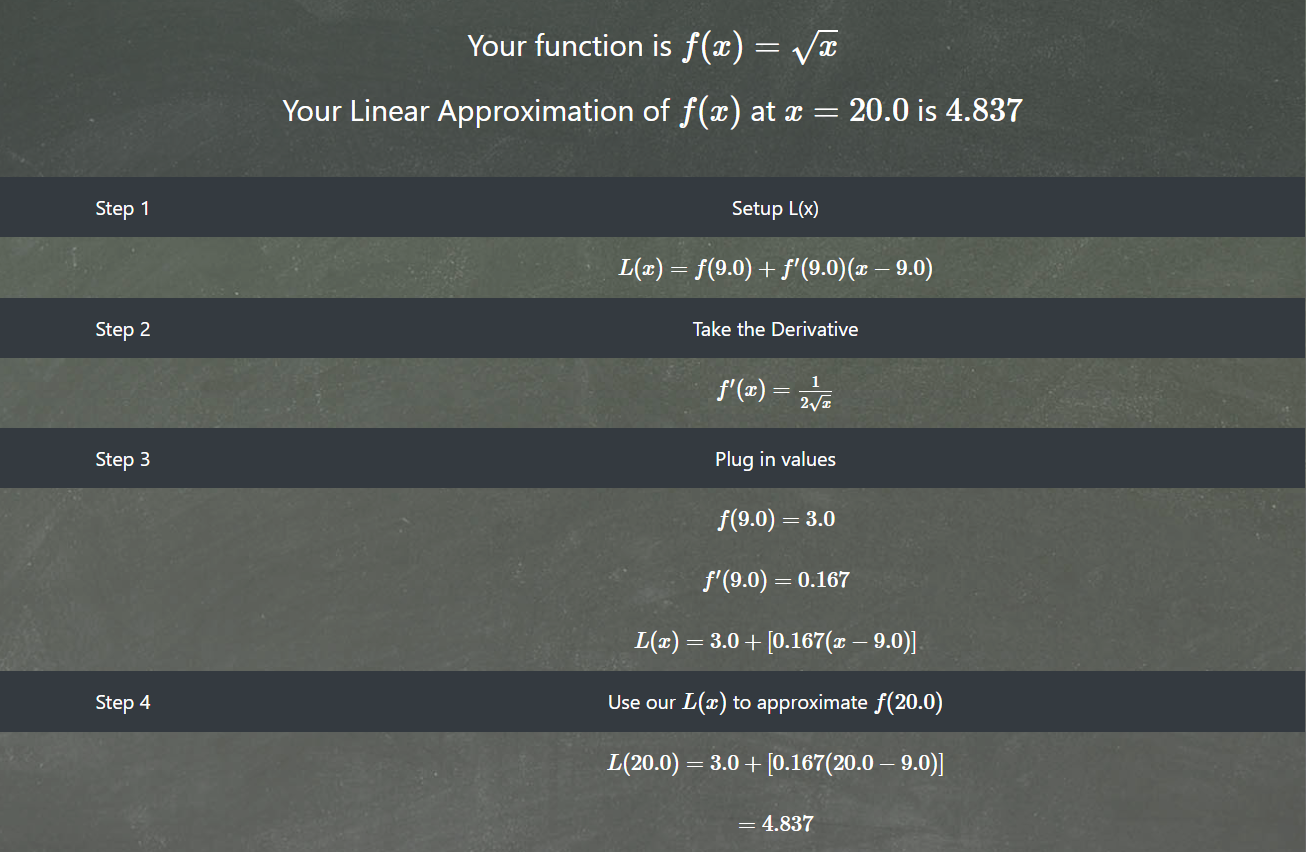 Your function is f(x) = √x
Your Linear Approximation of f(x) at x = 20.0 is 4.837
Step 1 Setup L(x)
L(x) = f(9.0) + f′(9.0)(x − 9.0)
Step 2 Take the Derivative
f′(x) = 1/(2√x)
Step 3 Plug in values
f(9.0) = 3.0
f′(9.0) = 0.167
L(x) = 3.0 + [0.167(x − 9.0)]
Step 4 Use our L(x) to approximate f(20.0)
L(20.0) = 3.0 + [0.167(20.0 − 9.0)]
= 4.837